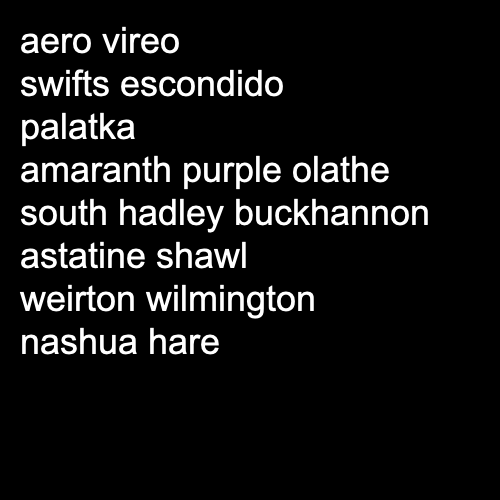 aero vireo
swifts escondido
palatka
amaranth purple olathe
south hadley buckhannon
astatine shawl
weirton wilmington
nashua hare